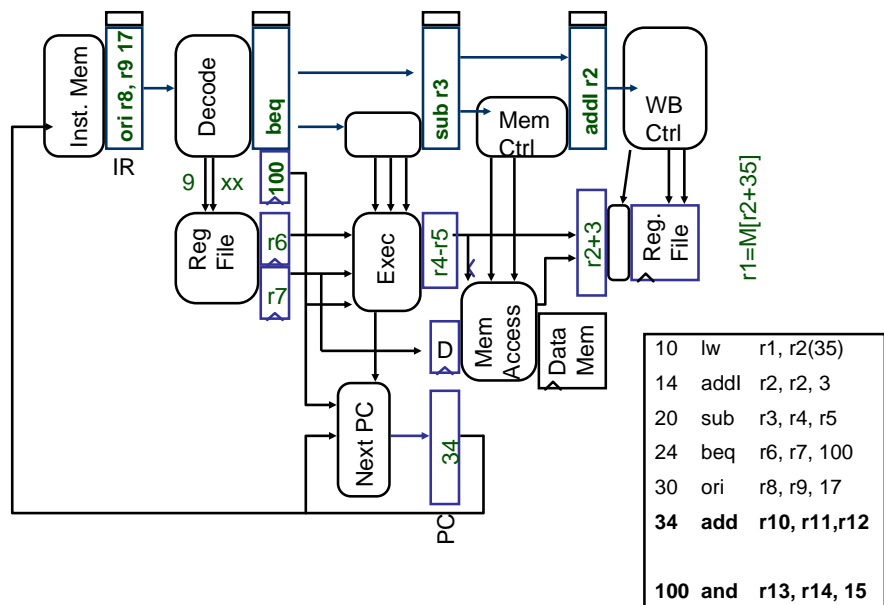 Inst. Mem
ori r8, r9 17
IR
Decode
beq
100
9 xx
Reg File
r6
r7
sub r3
Exec
r4-r5
Mem Ctrl
addI r2
WB Ctrl
r2+3
Reg. File
r1=M[r2+35]
D
Mem Access
Data Mem
Next PC
34
PC
10 lw r1, r2(35)
14 addI r2, r2, 3
20 sub r3, r4, r5
24 beq r6, r7, 100
30 ori r8, r9, 17
34 add r10, r11,r12
100 and r13, r14, 15